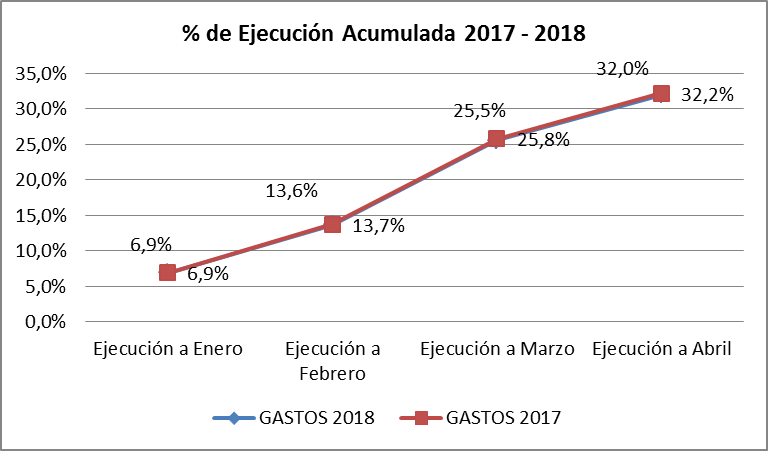 % de Ejecución Acumulada 2017 - 2018
35,0%
30,0%
25,0%
20,0%
15,0%
10,0%
5,0%
0,0%
6,9%
6,9%
13,6%
13,7%
25,5%
25,8%
32,0%
32,2%
Ejecución a Enero
Ejecución a
Febrero
Ejecución a Marzo
Ejecución a Abril
GASTOS 2018
GASTOS 2017